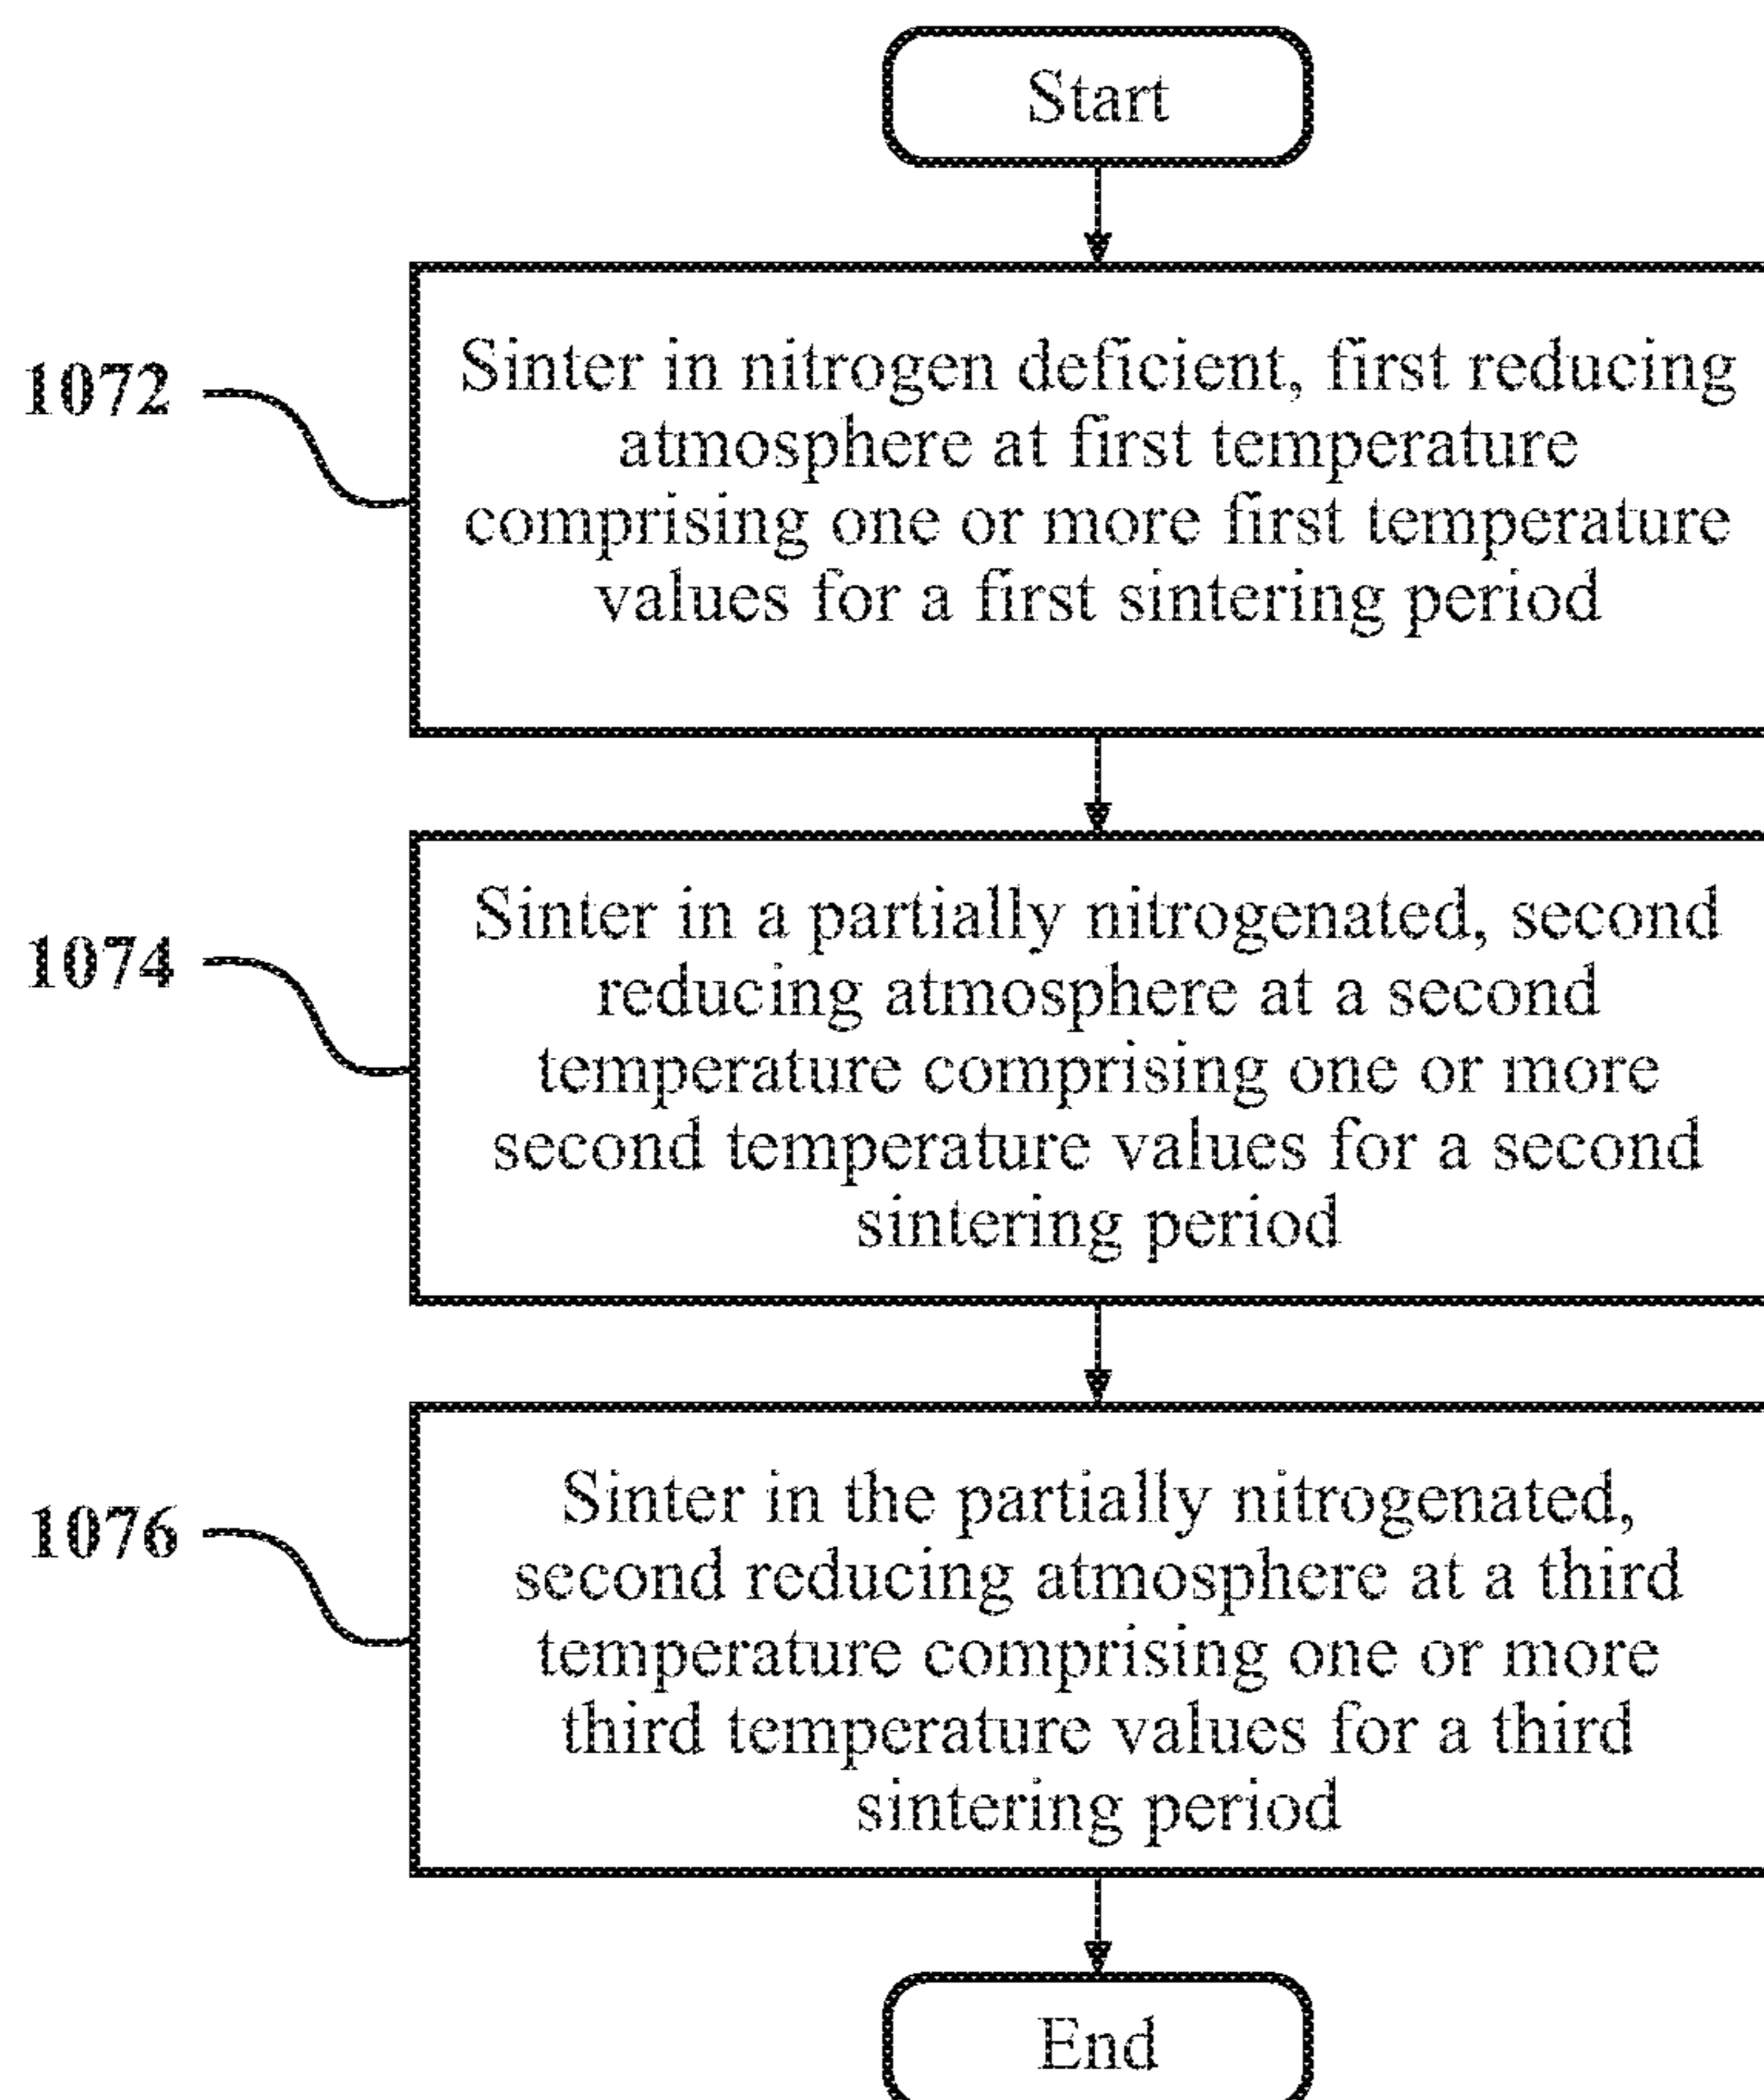 Start
1072
Sinter in nitrogen deficient, first reducing
atmosphere at first temperature
comprising one or more first temperature
values for a first sintering period
1074
Sinter in a partially nitrogenated, second
reducing atmosphere at a second
temperature comprising one or more
second temperature values for a second
sintering period
1076
Sinter in the partially nitrogenated,
second reducing atmosphere at a third
temperature comprising one or more
third temperature values for a third
sintering period
End